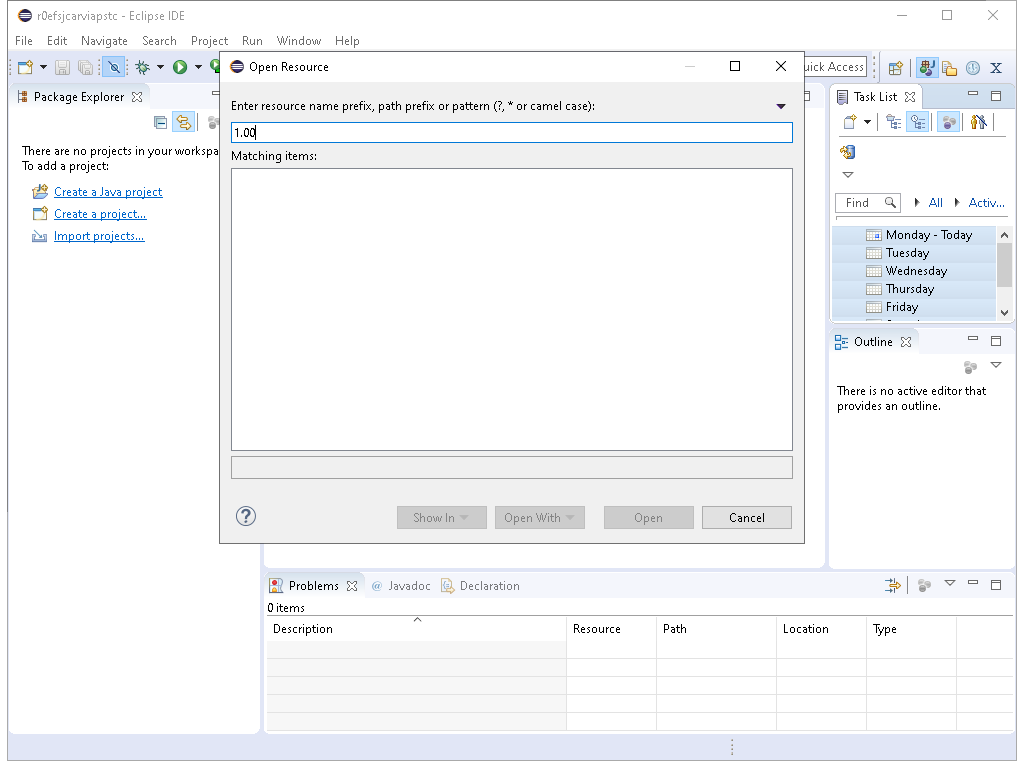 r0efsjcarviapstc - Eclipse IDE
File Edit Navigate Search Project Run Window Help
Open Resource
Access
Package Explorer
Task List
Enter resource name prefix, path prefix or pattern (?, * or camel case):
1.00
Matching items:
There are no projects in your
To add a project:
Create a Java project
Create a project...
Import projects...
Find All Activ...
Monday - Today
Tuesday
Wednesday
Thursday
Friday
Outline
There is no active editor that
provides an outline.
Show In Open With Open Cancel
Problems @ Javadoc Declaration
0 items
Description Resource Path Location Type